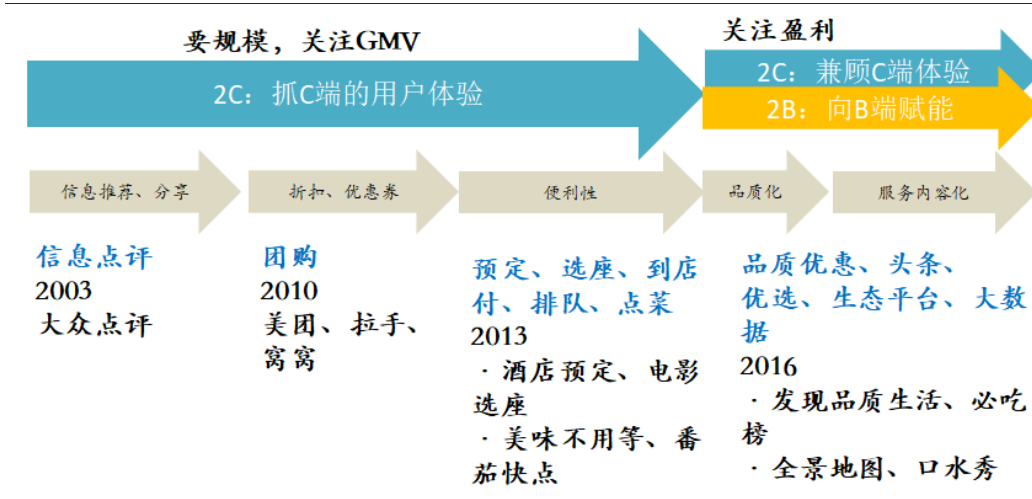 要规模，关注GMV
关注盈利
2C：抓C端的用户体验
2C：兼顾C端体验
2B：向B端赋能
信息推荐、分享
折扣、优惠券
便利性
品质化
服务内容化
信息点评
2003
大众点评
团购
2010
美团、拉手、
窝窝
预定、选座、到店
付、排队、点菜
2013
·酒店预定、电影
选座
·美味不用等、番
茄快点
品质优惠、头条、
优选、生态平台、大数
据
2016
·发现品质生活、必吃
榜
·全景地图、口水秀